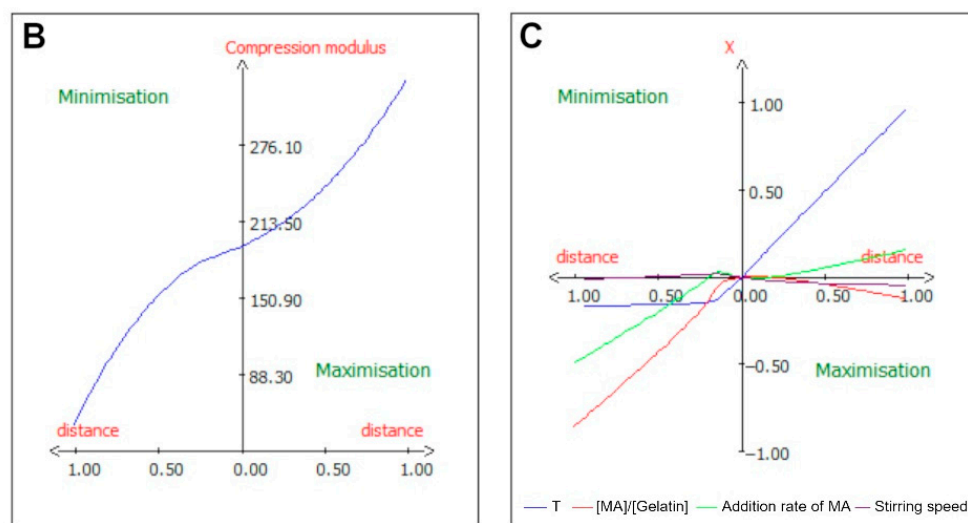 B
Compression modulus
Minimisation
276.10
213.50
150.90
88.30
Maximisation
distance
distance
1.00 0.50 0.00 0.50 1.00
C
X
Minimisation
1.00
0.50
distance
distance
1.00 0.50 0.00 0.50 1.00
−0.50
Maximisation
−1.00
T [MA]/[Gelatin] Addition rate of MA Stirring speed